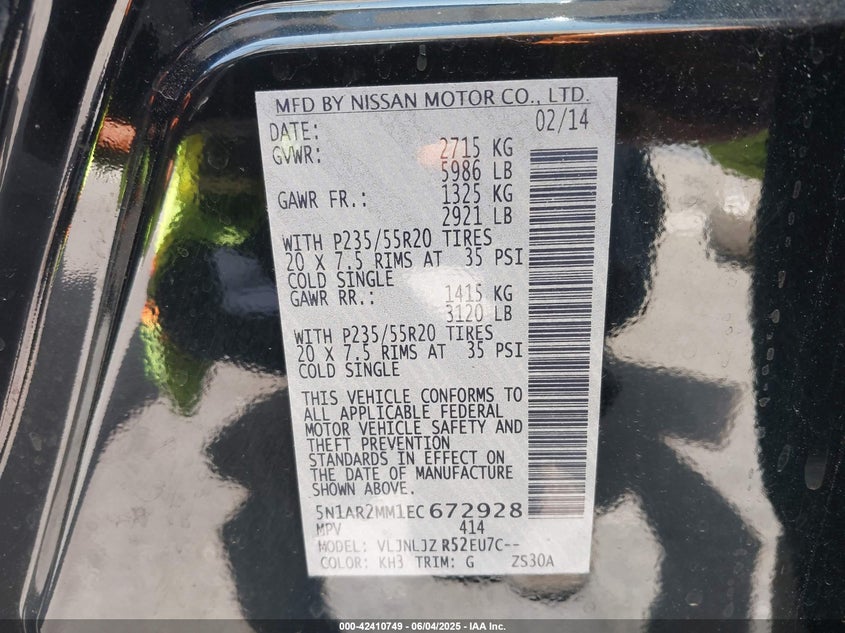 MFD BY NISSAN MOTOR CO., LTD.
DATE: 02/14
GVWR: 2715 KG
5986 LB
GAWR FR.: 1325 KG
2921 LB
WITH P235/55R20 TIRES
20 X 7.5 RIMS AT 35 PSI
COLD SINGLE
GAWR RR.: 1415 KG
3120 LB
WITH P235/55R20 TIRES
20 X 7.5 RIMS AT 35 PSI
COLD SINGLE
THIS VEHICLE CONFORMS TO
ALL APPLICABLE FEDERAL
MOTOR VEHICLE SAFETY AND
THEFT PREVENTION
STANDARDS IN EFFECT ON
THE DATE OF MANUFACTURE
SHOWN ABOVE.
5N1AR2MM1EC672928
MPV 414
MODEL: VLJNLJZ R52EU7C--
COLOR: KH3 TRIM: G ZS30A
000-42410749 - 06/04/2025 - IAA Inc.